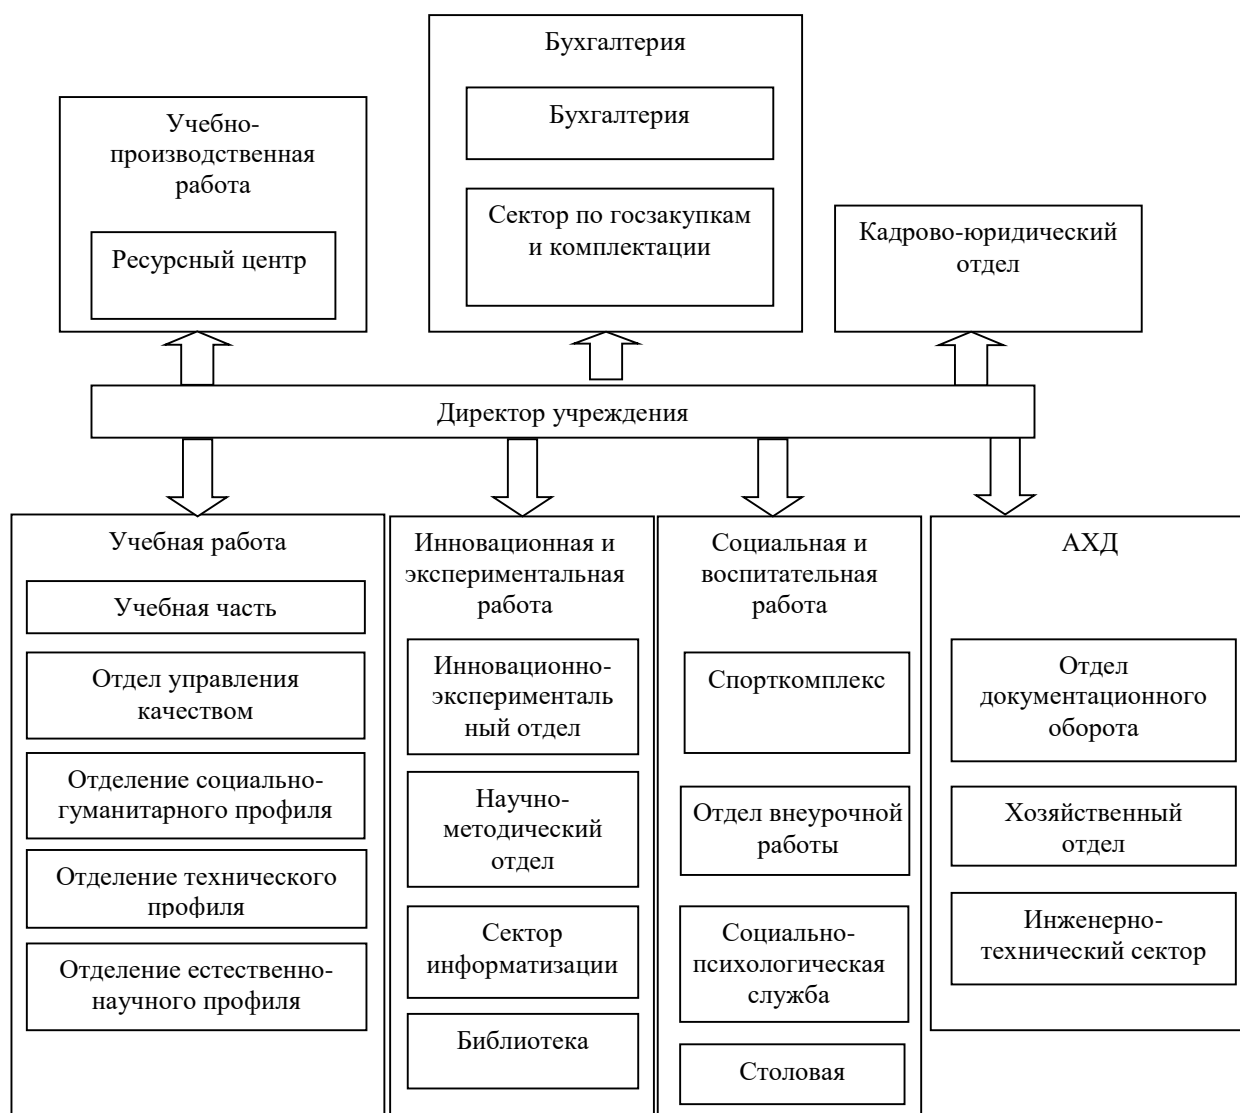 Бухгалтерия
Бухгалтерия
Сектор по госзакупкам
и комплектации
Учебно-
производственная
работа
Ресурсный центр
Кадрово-юридический
отдел
Директор учреждения
Учебная работа
Учебная часть
Отдел управления
качеством
Отделение социально-
гуманитарного профиля
Отделение технического
профиля
Отделение естественно-
научного профиля
Инновационная и
экспериментальная
работа
Инновационно-
эксперименталь
ный отдел
Научно-
методический
отдел
Сектор
информатизации
Библиотека
Социальная и
воспитательная
работа
Спорткомплекс
Отдел внеурочной
работы
Социально-
психологическая
служба
Столовая
АХД
Отдел
документационного
оборота
Хозяйственный
отдел
Инженерно-
технический сектор